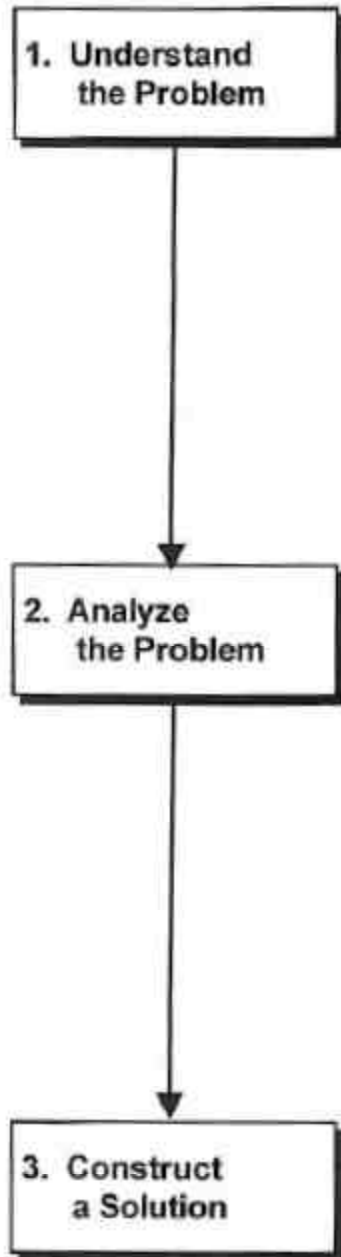 1. Understand
the Problem
2. Analyze
the Problem
3. Construct
a Solution